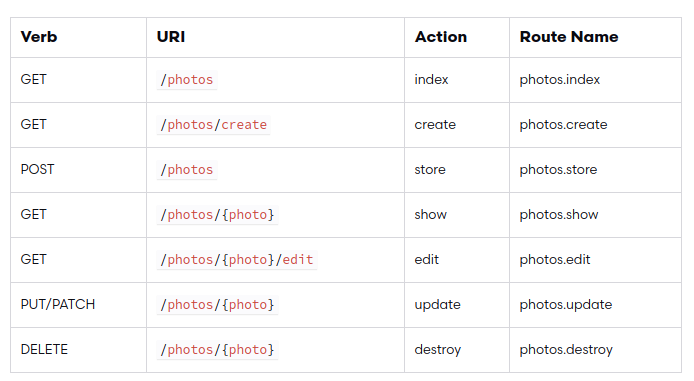 Verb URI Action Route Name
GET /photos index photos.index
GET /photos/create create photos.create
POST /photos store photos.store
GET /photos/{photo} show photos.show
GET /photos/{photo}/edit edit photos.edit
PUT/PATCH /photos/{photo} update photos.update
DELETE /photos/{photo} destroy photos.destroy